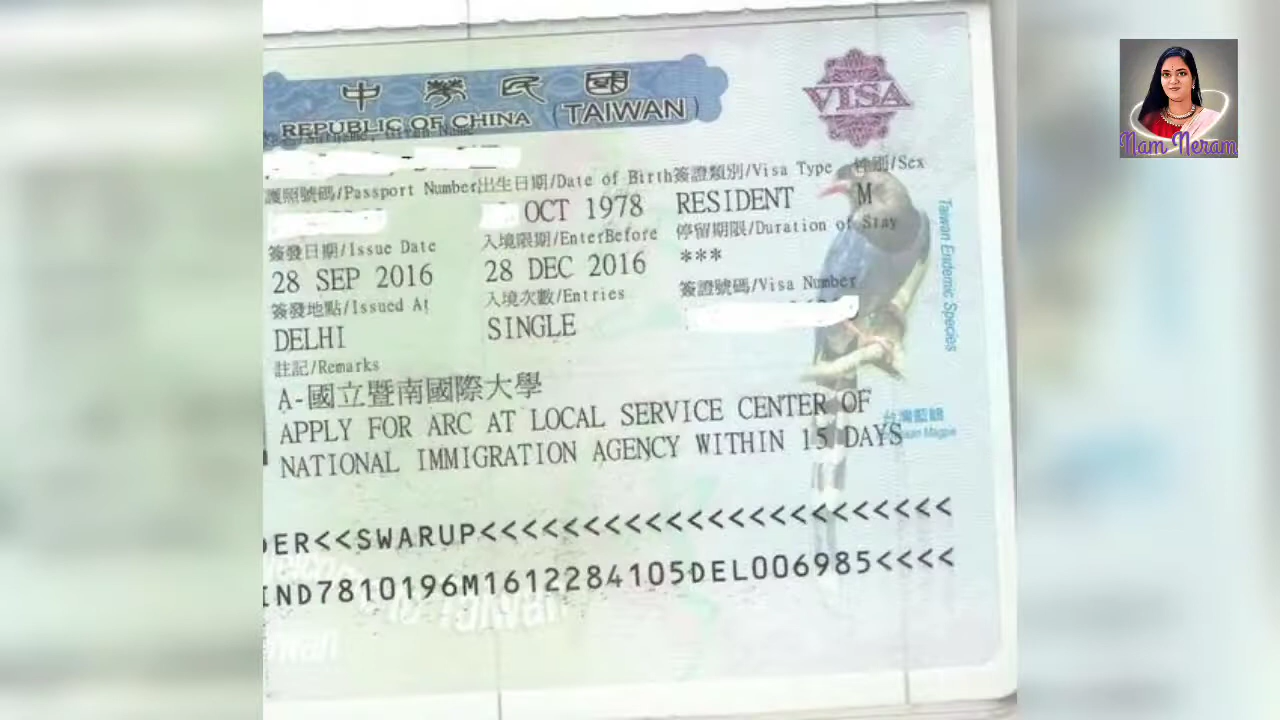 中華民國
REPUBLIC OF CHINA (TAIWAN)
VISA
Nam Neram
護照號碼/Passport Number
出生日期/Date of Birth
簽證類別/Visa Type
性別/Sex
OCT 1978
RESIDENT
M
簽發日期/Issue Date
入境限期/EnterBefore
停留期限/Duration of Stay
28 SEP 2016
28 DEC 2016
***
簽發地點/Issued At
入境次數/Entries
簽證號碼/Visa Number
DELHI
SINGLE
註記/Remarks
A-國立暨南國際大學
APPLY FOR ARC AT LOCAL SERVICE CENTER OF
NATIONAL IMMIGRATION AGENCY WITHIN 15 DAYS
Taiwan Endemic Species
台灣藍鵲
Magpie
ER<<SWARUP<<<<<<<<<<<<<<<<<<<<<<<
IND7810196M1612284105DEL006985<<<<
to Taiwan